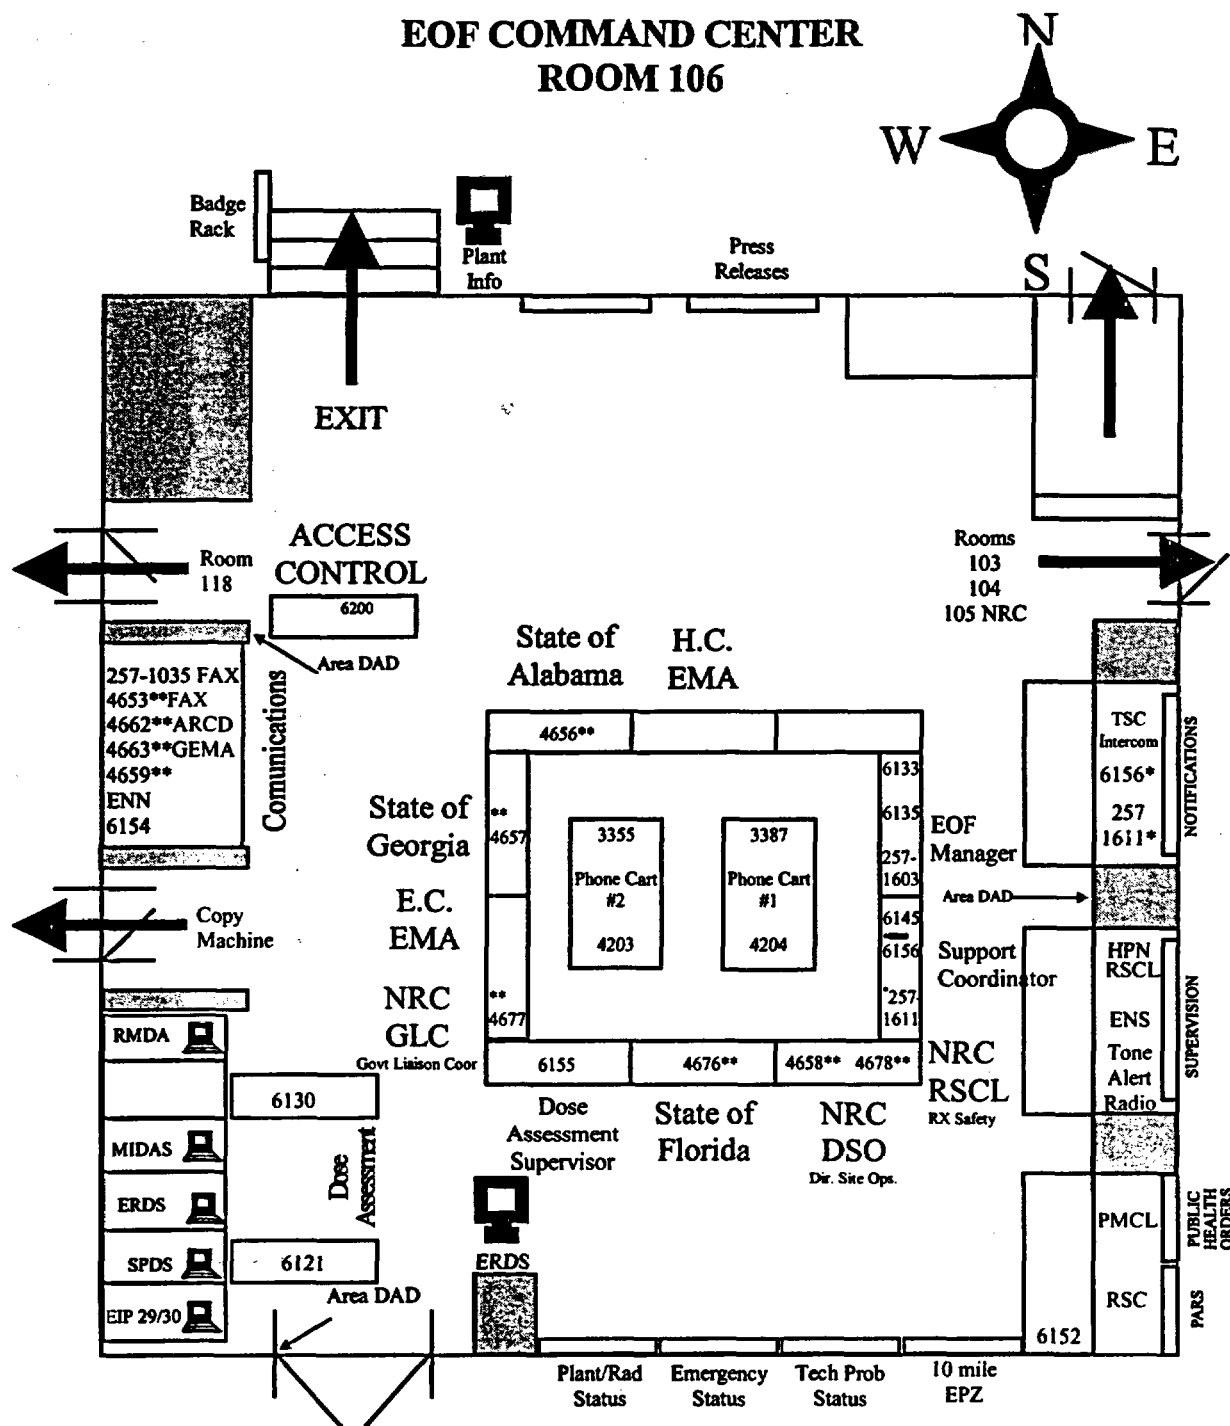 EOF COMMAND CENTER
ROOM 106
N
W
E
S
Badge
Rack
Plant
Info
Press
Releases
EXIT
Room
118
ACCESS
CONTROL
6200
Area DAD
Rooms
103
104
105 NRC
257-1035 FAX
4653**FAX
4662**ARCD
4663**GEMA
4659**
ENN
6154
Comunications
State of
Alabama
H.C.
EMA
4656**
State of
Georgia
**
4657
E.C.
EMA
NRC
GLC
Govt Liaison Coor
**
4677
3355
Phone Cart
#2
4203
3387
Phone Cart
#1
4204
6133
6135
257-
1603
6145
6156
*257-
1611
EOF
Manager
Area DAD
Support
Coordinator
TSC
Intercom
6156*
257
1611*
NOTIFICATIONS
HPN
RSCL
ENS
Tone
Alert
Radio
SUPERVISION
Copy
Machine
6155
4676**
4658** 4678**
NRC
RSCL
RX Safety
Dose
Assessment
Supervisor
State of
Florida
NRC
DSO
Dir. Site Ops.
RMDA
6130
MIDAS
ERDS
SPDS
EIP 29/30
Dose
Assessment
6121
Area DAD
ERDS
PMCL
PUBLIC
HEALTH
ORDERS
RSC
PARS
6152
Plant/Rad
Status
Emergency
Status
Tech Prob
Status
10 mile
EPZ